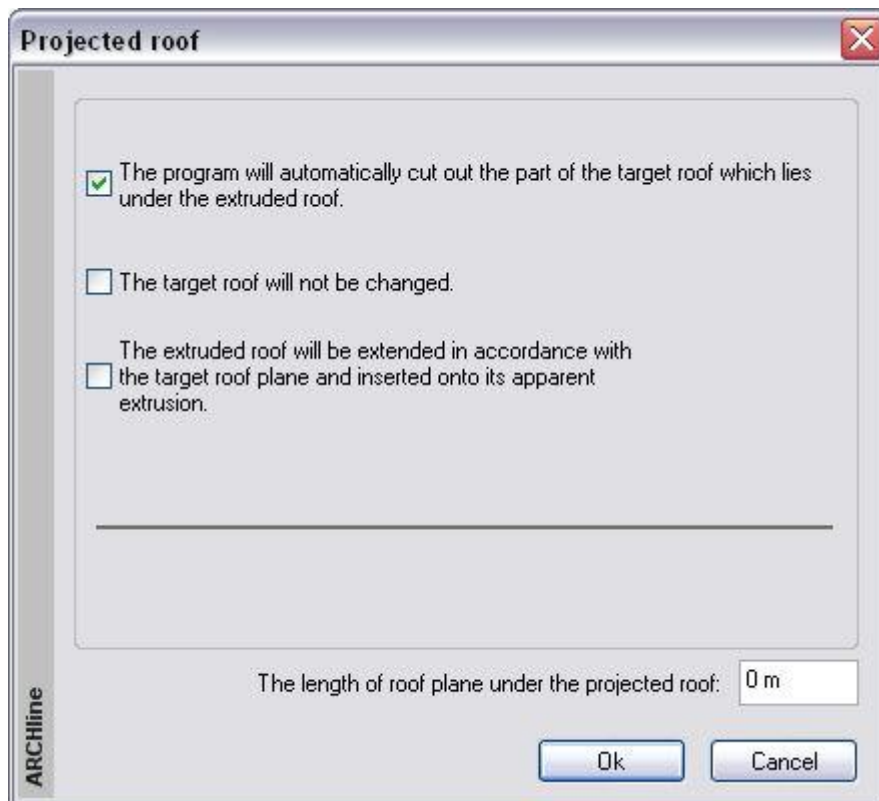 Projected roof
The program will automatically cut out the part of the target roof which lies
under the extruded roof.
The target roof will not be changed.
The extruded roof will be extended in accordance with
the target roof plane and inserted onto its apparent
extrusion.
The length of roof plane under the projected roof: 0 m
ARCHline
Ok Cancel